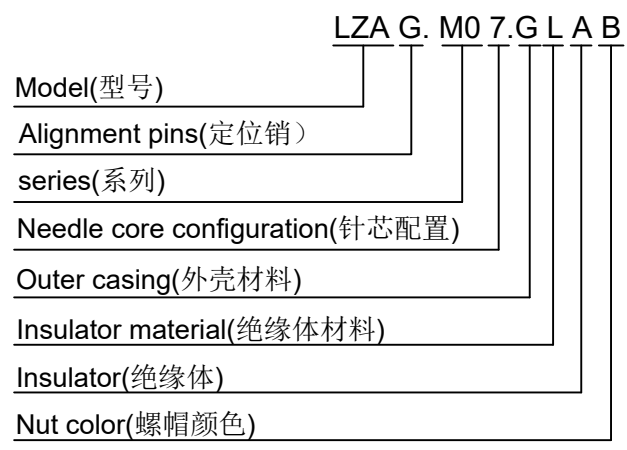 LZA G. M0 7.G L A B
Model(型号)
Alignment pins(定位销）
series(系列)
Needle core configuration(针芯配置)
Outer casing(外壳材料)
Insulator material(绝缘体材料)
Insulator(绝缘体)
Nut color(螺帽颜色)